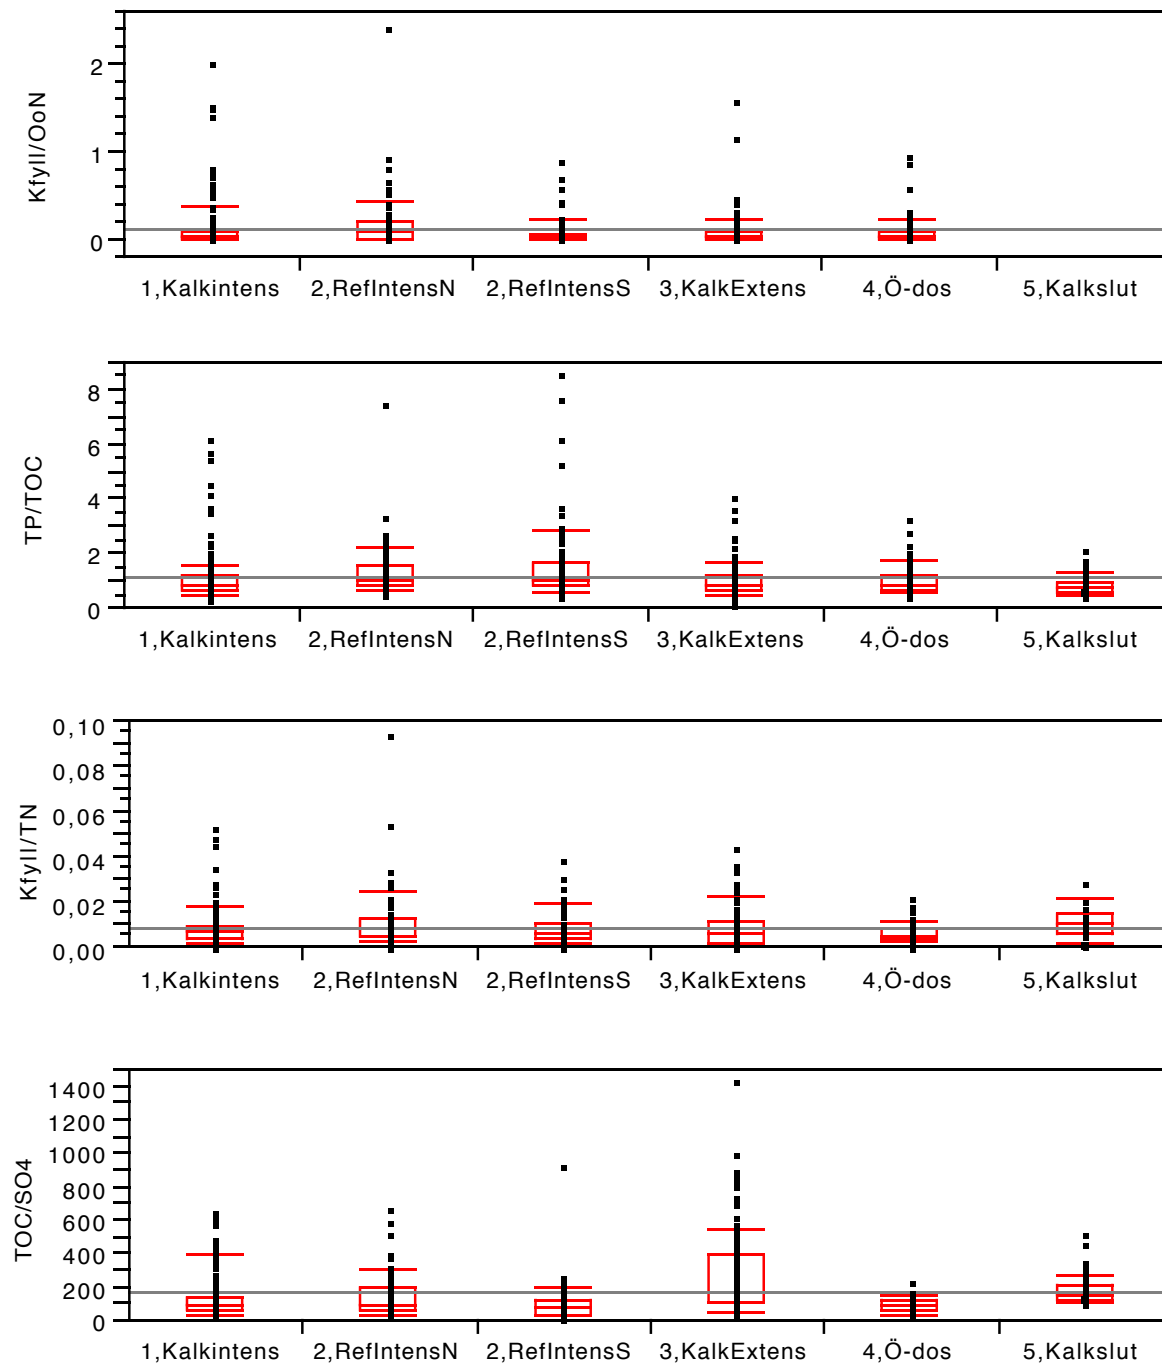 Kfyll/OoN
2
1
0
1,Kalkintens 2,RefIntensN 2,RefIntensS 3,KalkExtens 4,Ö-dos 5,Kalkslut
TP/TOC
8
6
4
2
0
1,Kalkintens 2,RefIntensN 2,RefIntensS 3,KalkExtens 4,Ö-dos 5,Kalkslut
Kfyll/TN
0,10
0,08
0,06
0,04
0,02
0,00
1,Kalkintens 2,RefIntensN 2,RefIntensS 3,KalkExtens 4,Ö-dos 5,Kalkslut
TOC/SO4
1400
1200
1000
800
600
400
200
0
1,Kalkintens 2,RefIntensN 2,RefIntensS 3,KalkExtens 4,Ö-dos 5,Kalkslut